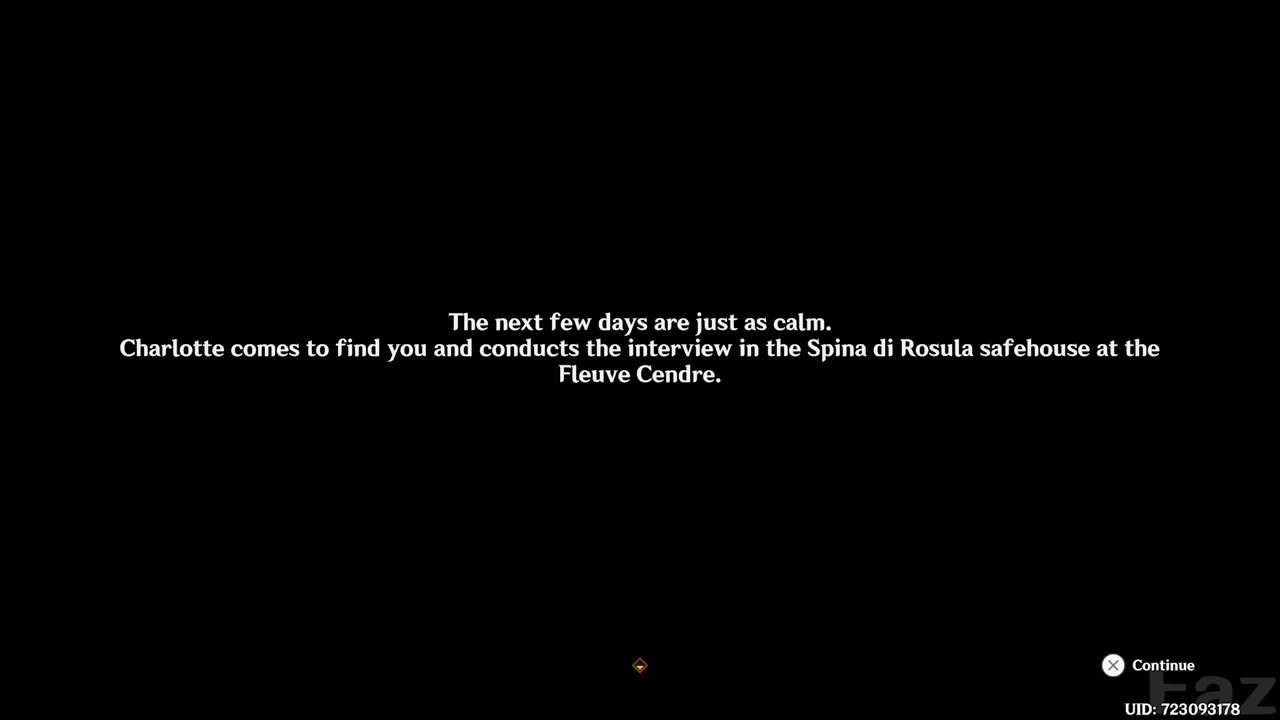 The next few days are just as calm.
Charlotte comes to find you and conducts the interview in the Spina di Rosula safehouse at the
Fleuve Cendre.
Continue
Faz
UID: 723093178